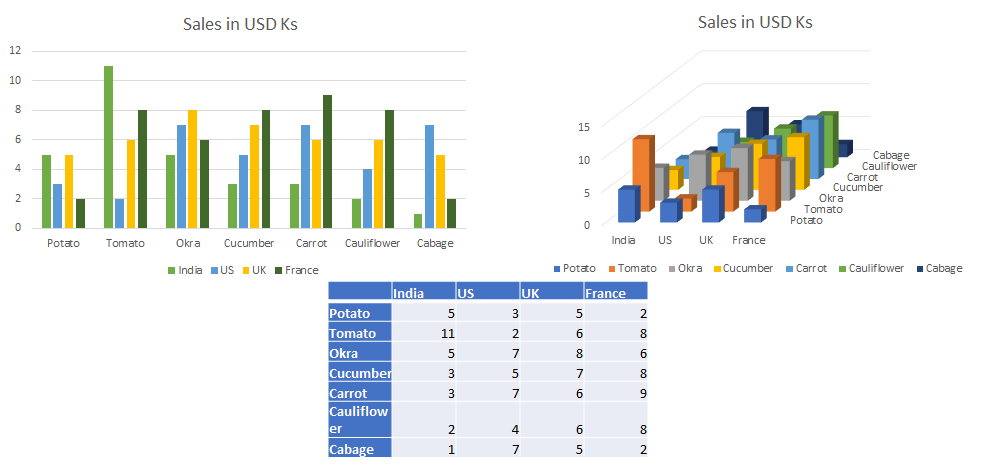 Sales in USD Ks
12
10
8
6
4
2
0
Potato Tomato Okra Cucumber Carrot Cauliflower Cabage
India US UK France
Sales in USD Ks
15
10
5
0
Cabage
Cauliflower
Carrot
Cucumber
Okra
Tomato
Potato
India US UK France
Potato Tomato Okra Cucumber Carrot Cauliflower Cabage
India US UK France
Potato 5 3 5 2
Tomato 11 2 6 8
Okra 5 7 8 6
Cucumber 3 5 7 8
Carrot 3 7 6 9
Cauliflow
er 2 4 6 8
Cabage 1 7 5 2